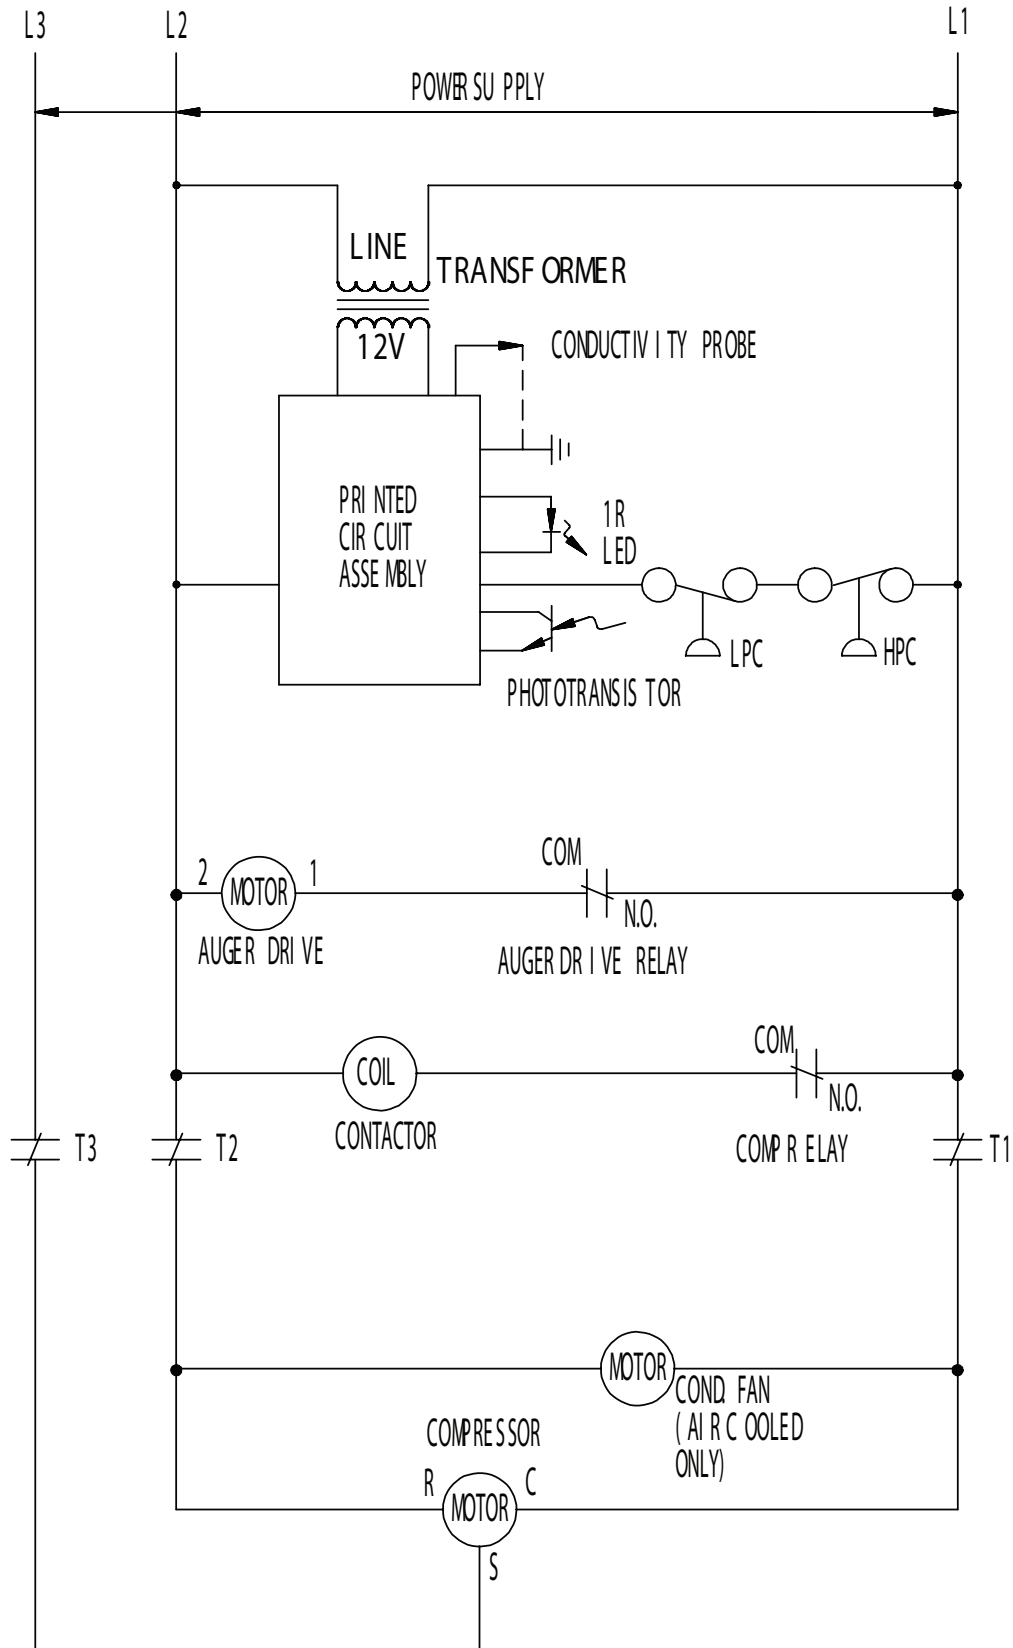 L3
L2
L1
POWER SUPPLY
LINE
TRANSFORMER
12V
CONDUCTIVITY PROBE
PRINTED
CIRCUIT
ASSEMBLY
1R
LED
LPC
HPC
PHOTOTRANSISTOR
2
MOTOR
1
COM
N.O.
AUGER DRIVE
AUGER DRIVE RELAY
COIL
COM
N.O.
CONTACTOR
COMP RELAY
T3
T2
T1
MOTOR
COND. FAN
(AIR COOLED
ONLY)
COMPRESSOR
R
MOTOR
C
S